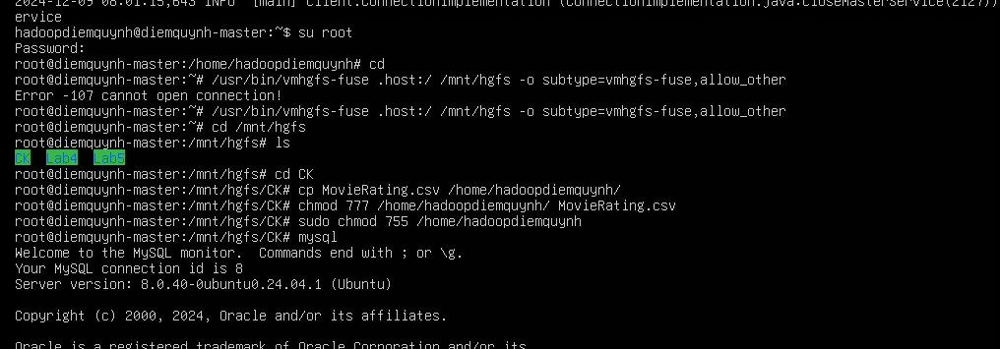 2024-12-09 08:01:15,643 INFO  [main] client.ConnectionImplementation (ConnectionImplementation.java:closeMasterService(2127))
ervice
hadoopdiemquynh@diemquynh-master:~$ su root
Password:
root@diemquynh-master:/home/hadoopdiemquynh# cd
root@diemquynh-master:~# /usr/bin/vmhgfs-fuse .host:/ /mnt/hgfs -o subtype=vmhgfs-fuse,allow_other
Error -107 cannot open connection!
root@diemquynh-master:~# /usr/bin/vmhgfs-fuse .host:/ /mnt/hgfs -o subtype=vmhgfs-fuse,allow_other
root@diemquynh-master:~# cd /mnt/hgfs
root@diemquynh-master:/mnt/hgfs# ls
CK  Lab4  Lab5
root@diemquynh-master:/mnt/hgfs# cd CK
root@diemquynh-master:/mnt/hgfs/CK# cp MovieRating.csv /home/hadoopdiemquynh/
root@diemquynh-master:/mnt/hgfs/CK# chmod 777 /home/hadoopdiemquynh/ MovieRating.csv
root@diemquynh-master:/mnt/hgfs/CK# sudo chmod 755 /home/hadoopdiemquynh
root@diemquynh-master:/mnt/hgfs/CK# mysql
Welcome to the MySQL monitor.  Commands end with ; or \g.
Your MySQL connection id is 8
Server version: 8.0.40-0ubuntu0.24.04.1 (Ubuntu)
Copyright (c) 2000, 2024, Oracle and/or its affiliates.
Oracle is a registered trademark of Oracle Corporation and/or its